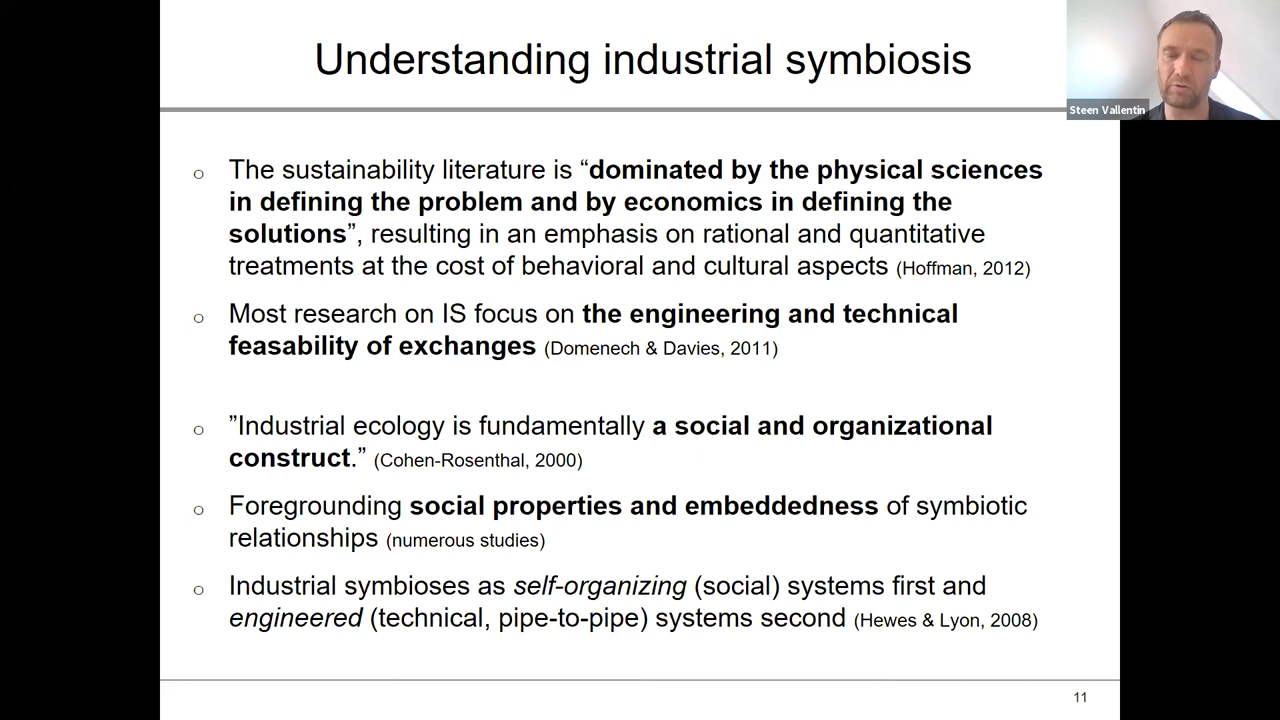 Understanding industrial symbiosis
Steen Vallentin
The sustainability literature is “dominated by the physical sciences
in defining the problem and by economics in defining the
solutions”, resulting in an emphasis on rational and quantitative
treatments at the cost of behavioral and cultural aspects (Hoffman, 2012)
Most research on IS focus on the engineering and technical
feasability of exchanges (Domenech & Davies, 2011)
”Industrial ecology is fundamentally a social and organizational
construct.” (Cohen-Rosenthal, 2000)
Foregrounding social properties and embeddedness of symbiotic
relationships (numerous studies)
Industrial symbioses as self-organizing (social) systems first and
engineered (technical, pipe-to-pipe) systems second (Hewes & Lyon, 2008)
11